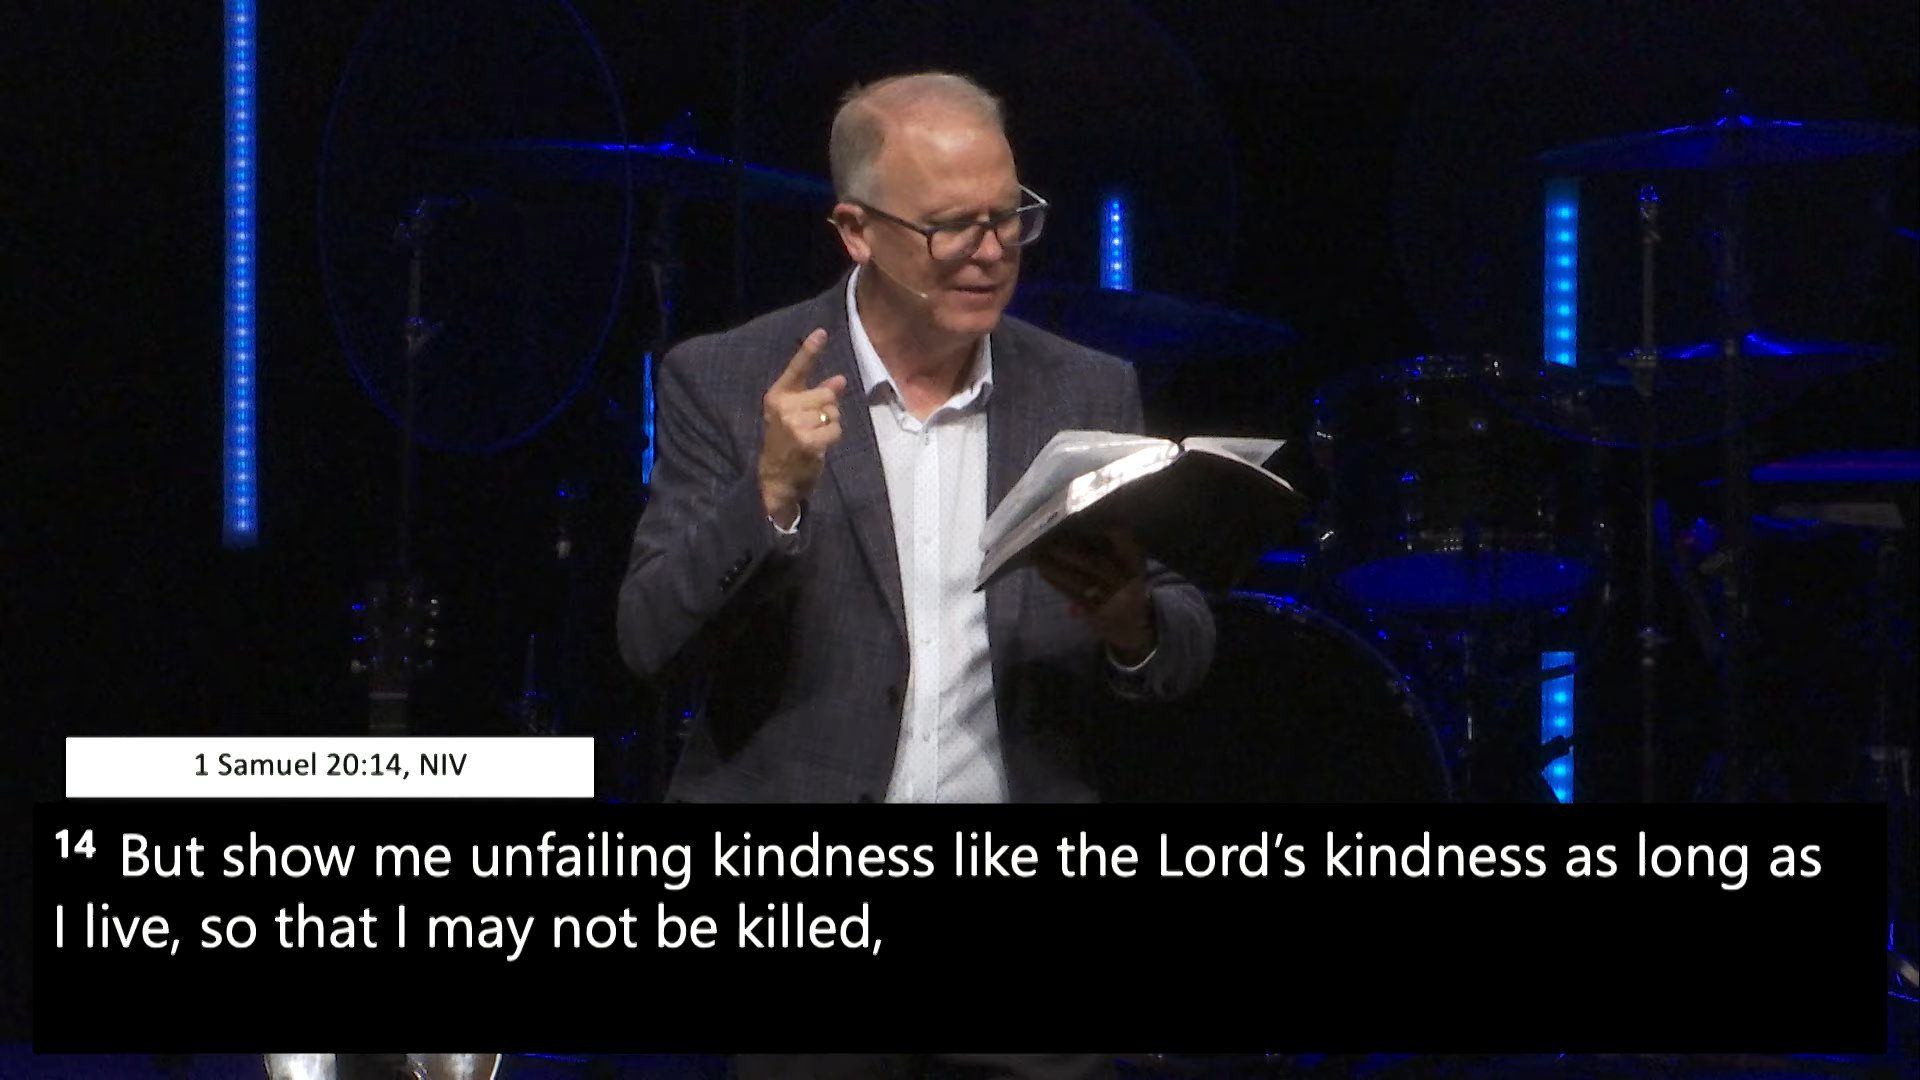 1 Samuel 20:14, NIV
14 But show me unfailing kindness like the Lord’s kindness as long as
I live, so that I may not be killed,